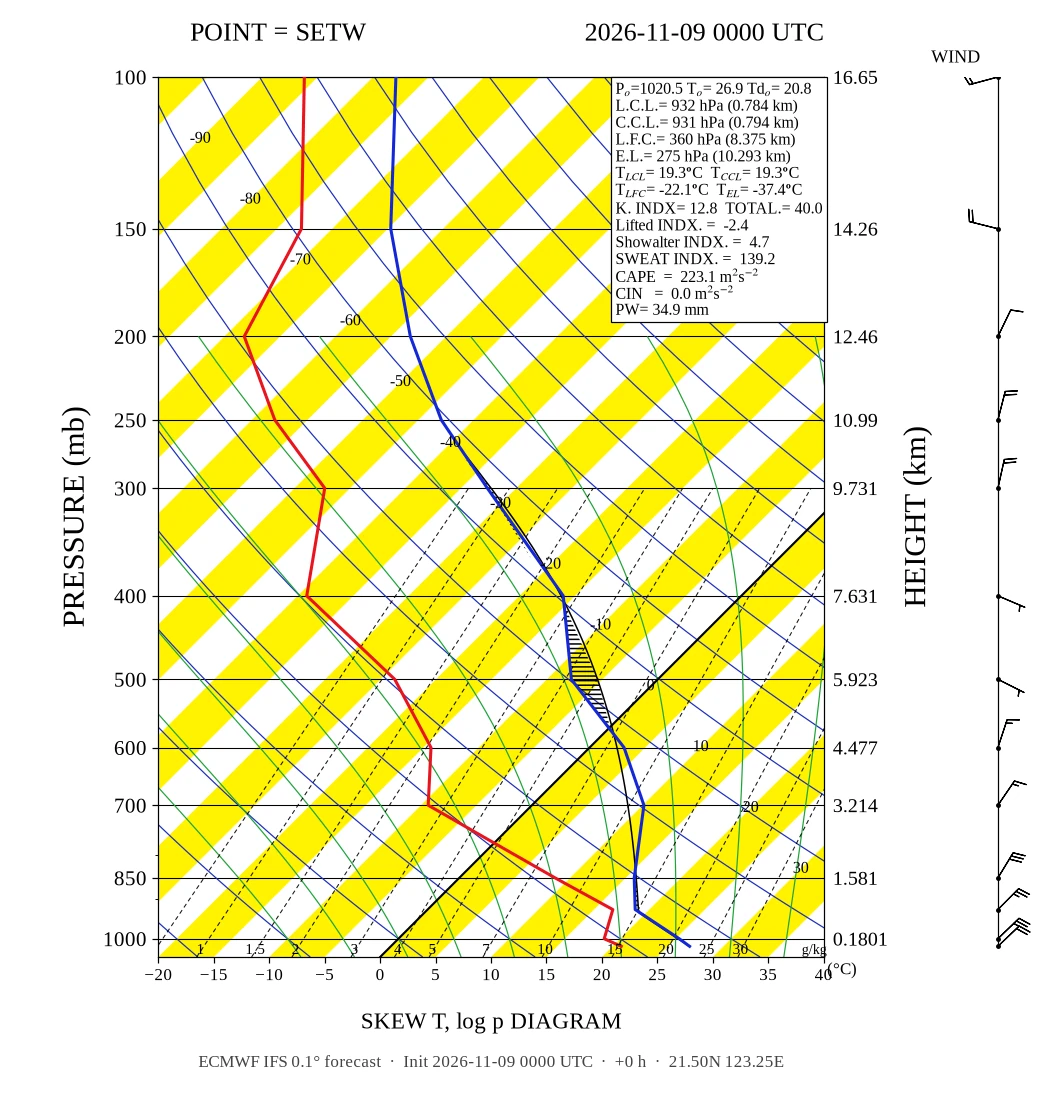 POINT = SETW 2026-11-09 0000 UTC
WIND
100 16.65
P₀=1020.5 T₀= 26.9 Td₀= 20.8
L.C.L.= 932 hPa (0.784 km)
C.C.L.= 931 hPa (0.794 km)
L.F.C.= 360 hPa (8.375 km)
E.L.= 275 hPa (10.293 km)
T_LCL= 19.3°C T_CCL= 19.3°C
T_LFC= -22.1°C T_EL= -37.4°C
K. INDX= 12.8 TOTAL.= 40.0
Lifted INDX. = -2.4
Showalter INDX. = 4.7
SWEAT INDX. = 139.2
CAPE = 223.1 m²s⁻²
CIN = 0.0 m²s⁻²
PW= 34.9 mm
-90
-80
150 14.26
-70
-60
200 12.46
-50
250 10.99
-40
300 9.731
-30
PRESSURE (mb)
HEIGHT (km)
-20
400 7.631
-10
500 5.923
0
600 10 4.477
700 20 3.214
850 30 1.581
1000 0.1801
1 1.5 2 3 4 5 7 10 15 20 25 30 g/kg
−20 −15 −10 −5 0 5 10 15 20 25 30 35 40 (°C)
SKEW T, log p DIAGRAM
ECMWF IFS 0.1° forecast · Init 2026-11-09 0000 UTC · +0 h · 21.50N 123.25E